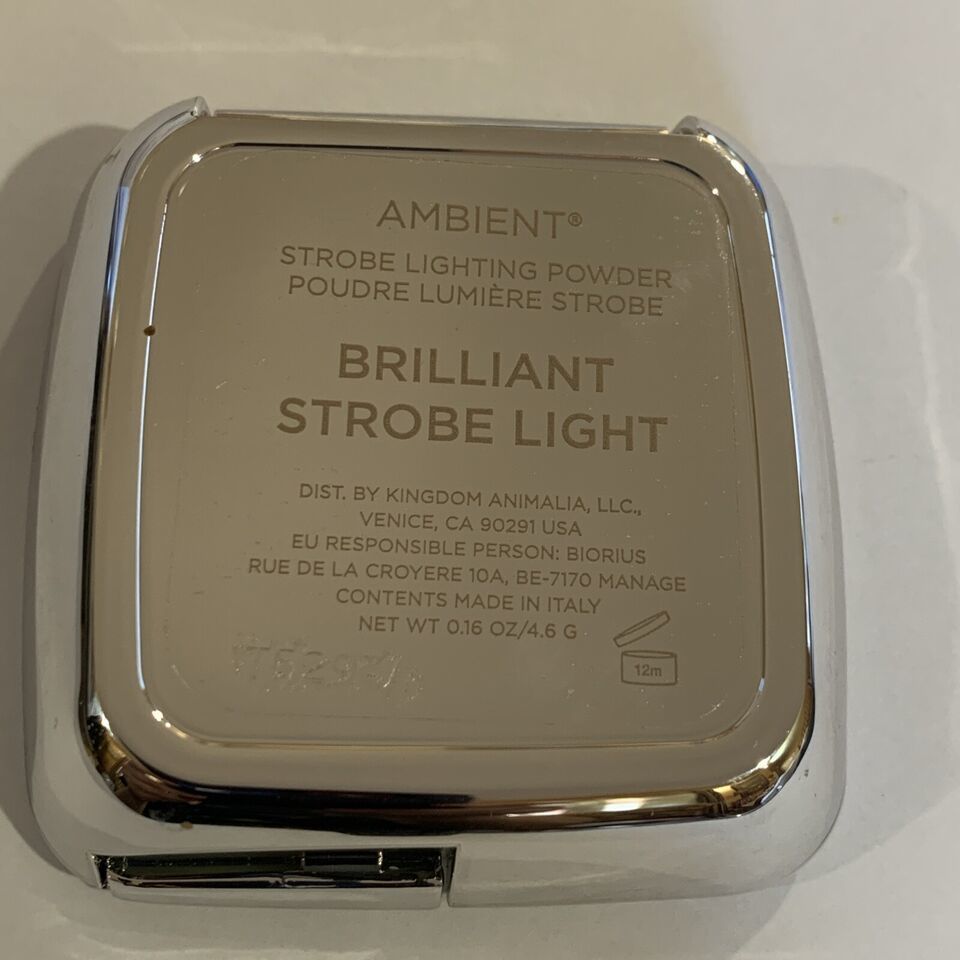 AMBIENT®
STROBE LIGHTING POWDER
POUDRE LUMIÈRE STROBE
BRILLIANT
STROBE LIGHT
DIST. BY KINGDOM ANIMALIA, LLC.,
VENICE, CA 90291 USA
EU RESPONSIBLE PERSON: BIORIUS
RUE DE LA CROYERE 10A, BE-7170 MANAGE
CONTENTS MADE IN ITALY
NET WT 0.16 OZ/4.6 G
12m